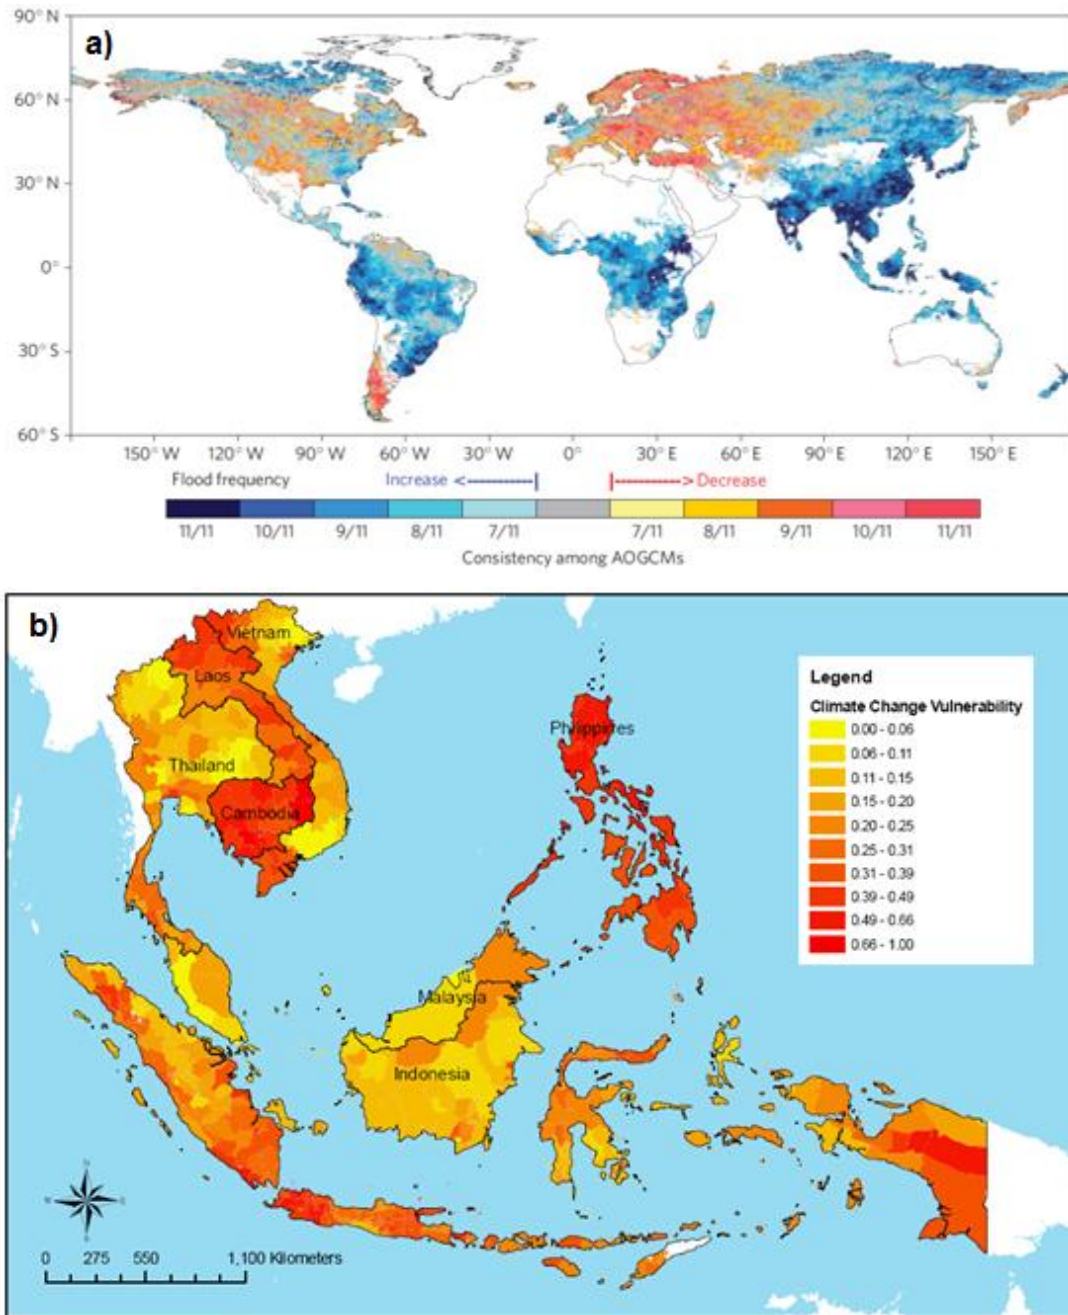 a)
90° N
60° N
30° N
0°
30° S
60° S
150° W 120° W 90° W 60° W 30° W 0° 30° E 60° E 90° E 120° E 150° E
Flood frequency Increase < > Decrease
11/11 10/11 9/11 8/11 7/11 7/11 8/11 9/11 10/11 11/11
Consistency among AOGCMs
b)
Vietnam
Laos
Philippines
Thailand
Cambodia
Malaysia
Indonesia
Legend
Climate Change Vulnerability
0.00 - 0.06
0.06 - 0.11
0.11 - 0.15
0.15 - 0.20
0.20 - 0.25
0.25 - 0.31
0.31 - 0.39
0.39 - 0.49
0.49 - 0.66
0.66 - 1.00
N
0 275 550 1,100 Kilometers